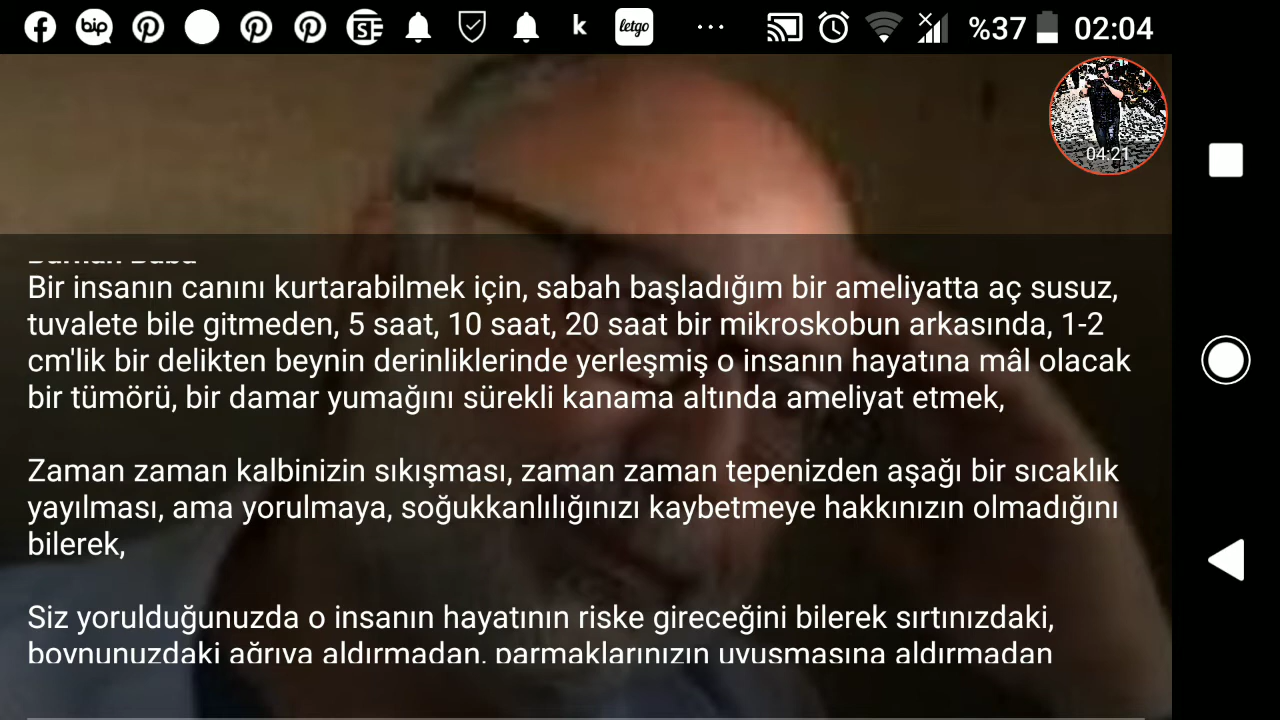 bip
k
letgo
...
%37
02:04
04:21
Bir insanın canını kurtarabilmek için, sabah başladığım bir ameliyatta aç susuz,
tuvalete bile gitmeden, 5 saat, 10 saat, 20 saat bir mikroskobun arkasında, 1-2
cm'lik bir delikten beynin derinliklerinde yerleşmiş o insanın hayatına mâl olacak
bir tümörü, bir damar yumağını sürekli kanama altında ameliyat etmek,
Zaman zaman kalbinizin sıkışması, zaman zaman tepenizden aşağı bir sıcaklık
yayılması, ama yorulmaya, soğukkanlılığınızı kaybetmeye hakkınızın olmadığını
bilerek,
Siz yorulduğunuzda o insanın hayatının riske gireceğini bilerek sırtınızdaki,
boynunuzdaki ağrıya aldırmadan, parmaklarınızın uyuşmasına aldırmadan